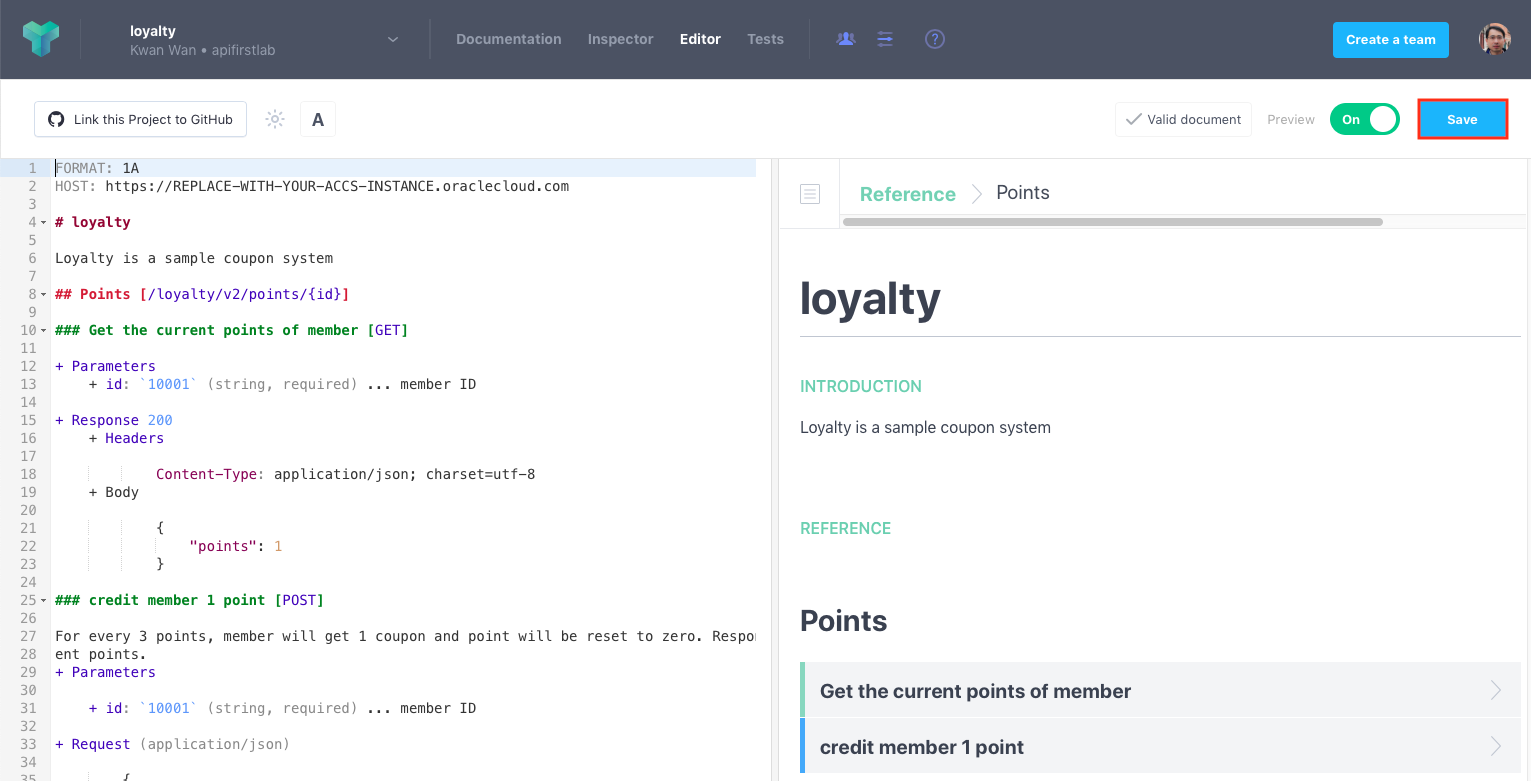 loyalty
Kwan Wan • apifirstlab
Documentation
Inspector
Editor
Tests
?
Create a team
Link this Project to GitHub
A
Valid document
Preview
On
Save
1 FORMAT: 1A
2 HOST: https://REPLACE-WITH-YOUR-ACCS-INSTANCE.oraclecloud.com
3
4 # loyalty
5
6 Loyalty is a sample coupon system
7
8 ## Points [/loyalty/v2/points/{id}]
9
10 ### Get the current points of member [GET]
11
12 + Parameters
13     + id: `10001` (string, required) ... member ID
14
15 + Response 200
16     + Headers
17
18             Content-Type: application/json; charset=utf-8
19     + Body
20
21             {
22                 "points": 1
23             }
24
25 ### credit member 1 point [POST]
26
27 For every 3 points, member will get 1 coupon and point will be reset to zero. Respo
28 ent points.
29 + Parameters
30
31     + id: `10001` (string, required) ... member ID
32
33 + Request (application/json)
34
35         {
Reference
Points
loyalty
INTRODUCTION
Loyalty is a sample coupon system
REFERENCE
Points
Get the current points of member
credit member 1 point